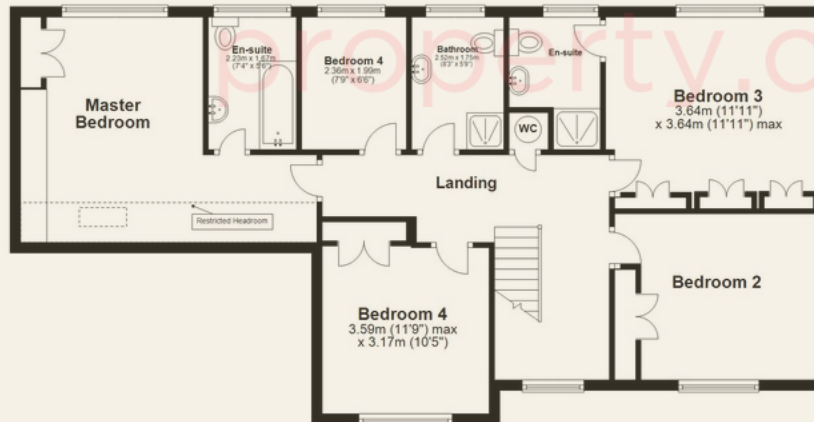 property.c
En-suite
2.23m x 1.67m
(7'4" x 5'6")
Bedroom 4
2.36m x 1.99m
(7'9" x 6'6")
Bathroom
2.52m x 1.75m
(8'3" x 5'9")
En-suite
Master
Bedroom
Bedroom 3
3.64m (11'11")
x 3.64m (11'11") max
WC
Landing
Restricted Headroom
Bedroom 2
Bedroom 4
3.59m (11'9") max
x 3.17m (10'5")